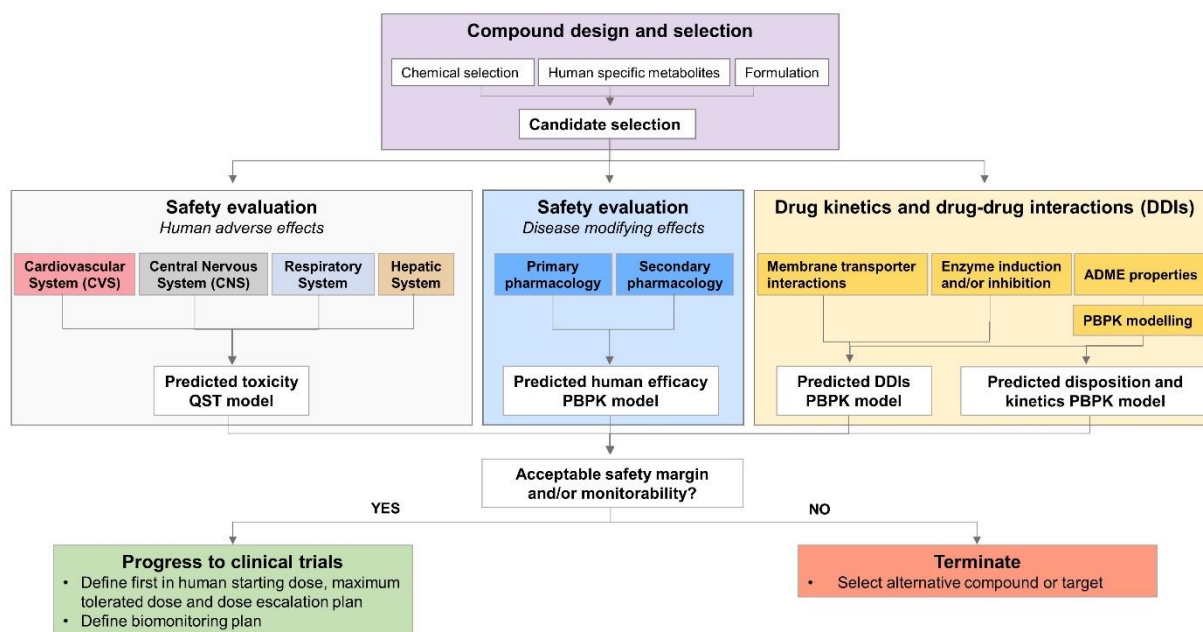 Compound design and selection
Chemical selection
Human specific metabolites
Formulation
Candidate selection
Safety evaluation
Human adverse effects
Cardiovascular
System (CVS)
Central Nervous
System (CNS)
Respiratory
System
Hepatic
System
Predicted toxicity
QST model
Safety evaluation
Disease modifying effects
Primary
pharmacology
Secondary
pharmacology
Predicted human efficacy
PBPK model
Drug kinetics and drug-drug interactions (DDIs)
Membrane transporter
interactions
Enzyme induction
and/or inhibition
ADME properties
PBPK modelling
Predicted DDIs
PBPK model
Predicted disposition and
kinetics PBPK model
Acceptable safety margin
and/or monitorability?
YES
NO
Progress to clinical trials
• Define first in human starting dose, maximum
tolerated dose and dose escalation plan
• Define biomonitoring plan
Terminate
• Select alternative compound or target